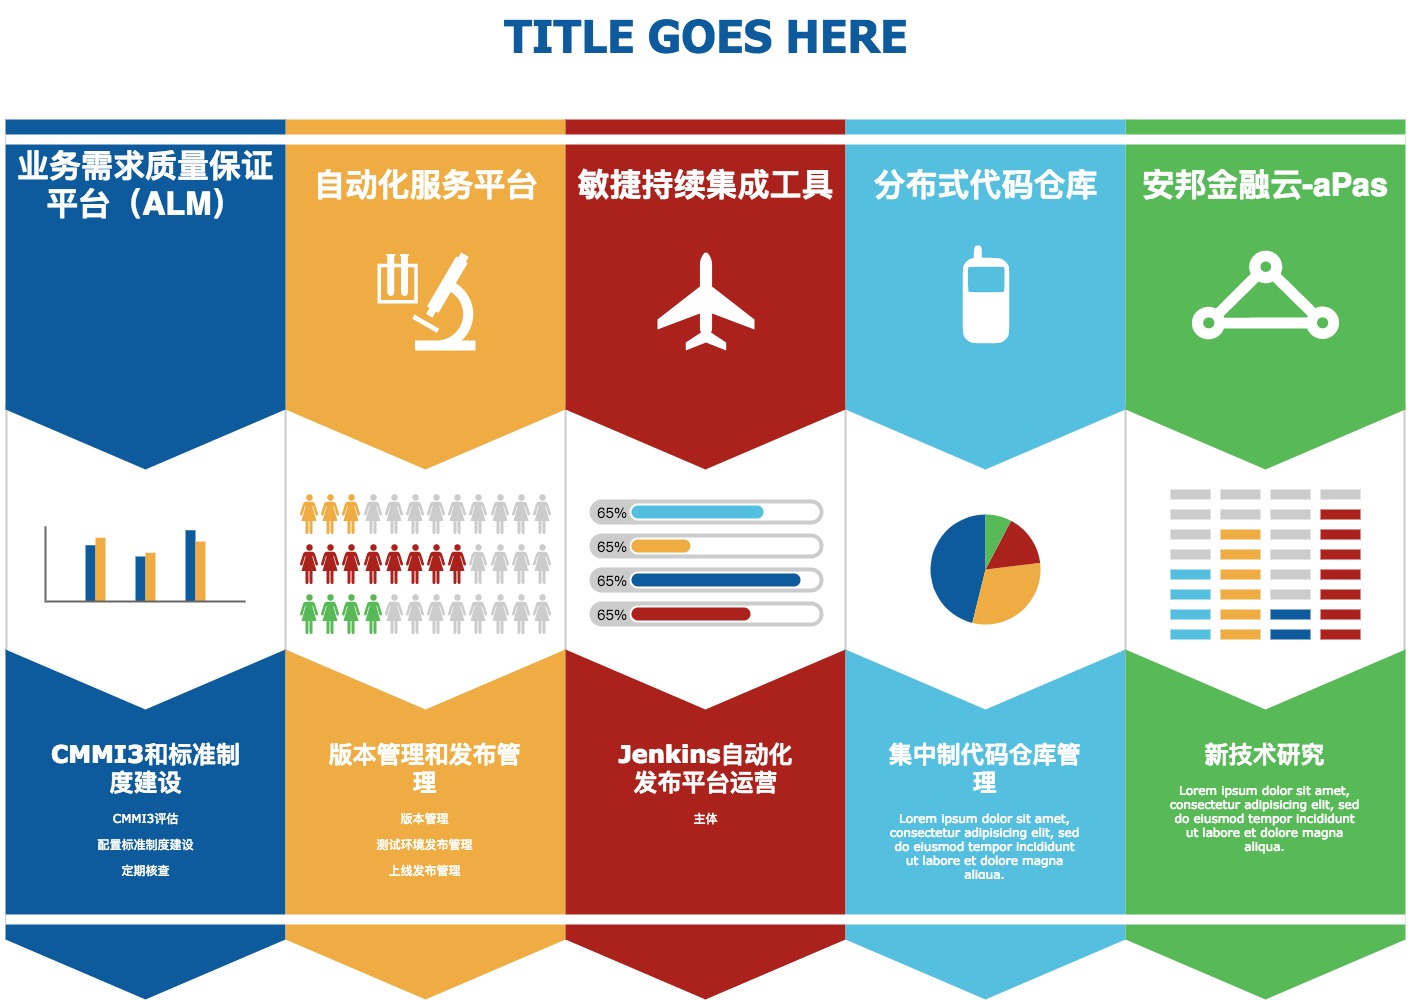 TITLE GOES HERE
业务需求质量保证
平台（ALM）
自动化服务平台
敏捷持续集成工具
分布式代码仓库
安邦金融云-aPas
65%
65%
65%
65%
CMMI3和标准制
度建设
CMMI3评估
配置标准制度建设
定期核查
版本管理和发布管
理
版本管理
测试环境发布管理
上线发布管理
Jenkins自动化
发布平台运营
主体
集中制代码仓库管
理
Lorem ipsum dolor sit amet,
consectetur adipisicing elit, sed
do eiusmod tempor incididunt
ut labore et dolore magna
aliqua.
新技术研究
Lorem ipsum dolor sit amet,
consectetur adipisicing elit, sed
do eiusmod tempor incididunt
ut labore et dolore magna
aliqua.